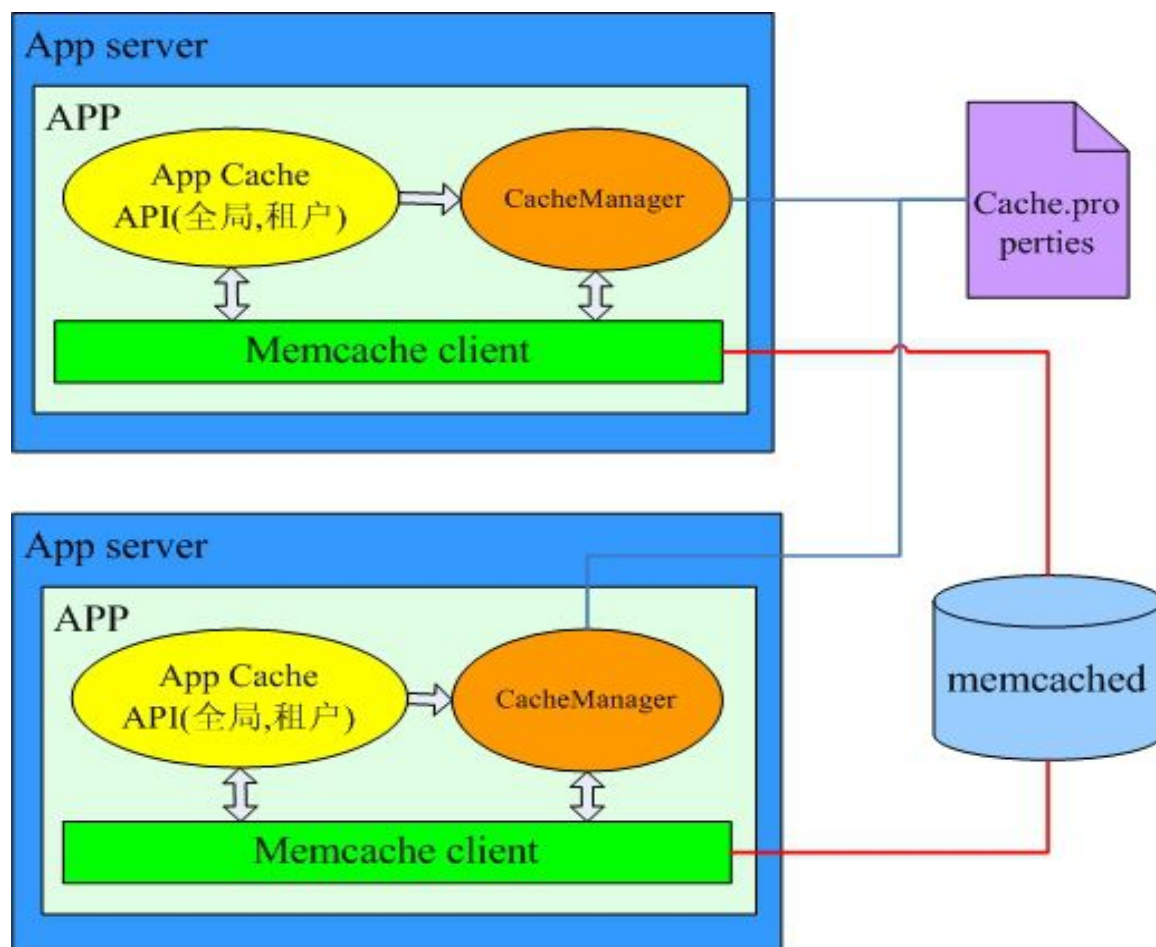 App server
APP
App Cache
API(全局,租户)
CacheManager
Memcache client
Cache.pro
perties
App server
APP
App Cache
API(全局,租户)
CacheManager
Memcache client
memcached